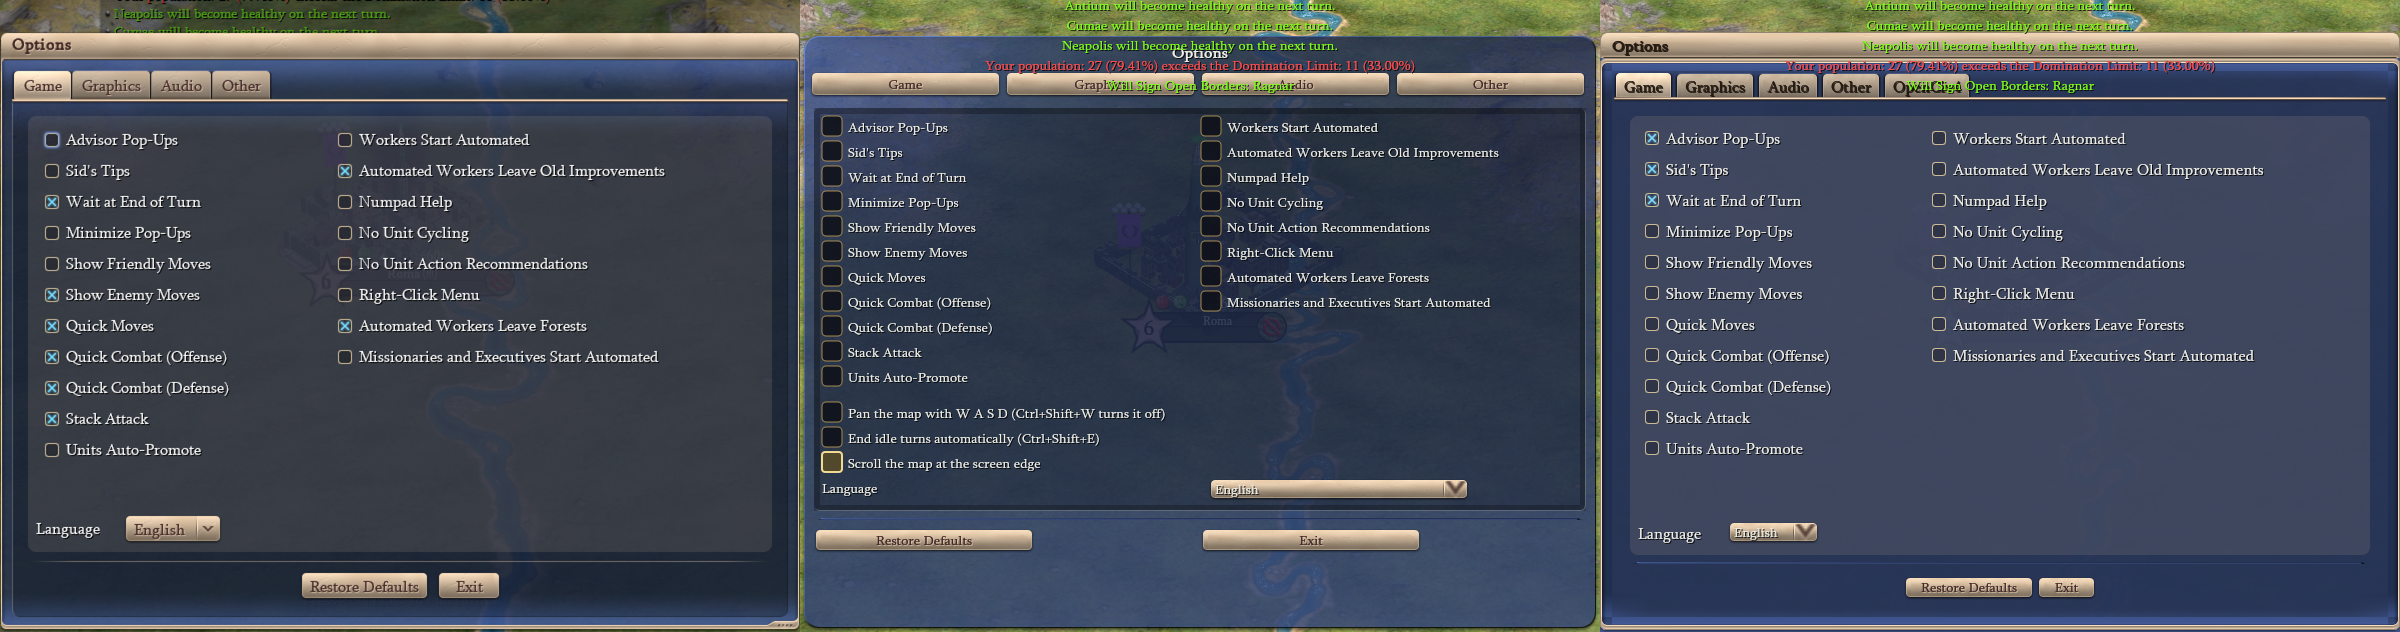 Neapolis will become healthy on the next turn.
Cumae will become healthy on the next turn.
Options
Game
Graphics
Audio
Other
Advisor Pop-Ups
Sid's Tips
Wait at End of Turn
Minimize Pop-Ups
Show Friendly Moves
Show Enemy Moves
Quick Moves
Quick Combat (Offense)
Quick Combat (Defense)
Stack Attack
Units Auto-Promote
Workers Start Automated
Automated Workers Leave Old Improvements
Numpad Help
No Unit Cycling
No Unit Action Recommendations
Right-Click Menu
Automated Workers Leave Forests
Missionaries and Executives Start Automated
6
Language
English
Restore Defaults
Exit
Antium will become healthy on the next turn.
Cumae will become healthy on the next turn.
Neapolis will become healthy on the next turn.
Options
Your population: 27 (79.41%) exceeds the Domination Limit: 11 (33.00%)
Will Sign Open Borders: Ragnar
Game
Other
Advisor Pop-Ups
Sid's Tips
Wait at End of Turn
Minimize Pop-Ups
Show Friendly Moves
Show Enemy Moves
Quick Moves
Quick Combat (Offense)
Quick Combat (Defense)
Stack Attack
Units Auto-Promote
Workers Start Automated
Automated Workers Leave Old Improvements
Numpad Help
No Unit Cycling
No Unit Action Recommendations
Right-Click Menu
Automated Workers Leave Forests
Missionaries and Executives Start Automated
6
Roma
Pan the map with W A S D (Ctrl+Shift+W turns it off)
End idle turns automatically (Ctrl+Shift+E)
Scroll the map at the screen edge
Language
English
Restore Defaults
Exit
Antium will become healthy on the next turn.
Cumae will become healthy on the next turn.
Neapolis will become healthy on the next turn.
Options
Your population: 27 (79.41%) exceeds the Domination Limit: 11 (33.00%)
Will Sign Open Borders: Ragnar
Game
Graphics
Audio
Other
Advisor Pop-Ups
Sid's Tips
Wait at End of Turn
Minimize Pop-Ups
Show Friendly Moves
Show Enemy Moves
Quick Moves
Quick Combat (Offense)
Quick Combat (Defense)
Stack Attack
Units Auto-Promote
Workers Start Automated
Automated Workers Leave Old Improvements
Numpad Help
No Unit Cycling
No Unit Action Recommendations
Right-Click Menu
Automated Workers Leave Forests
Missionaries and Executives Start Automated
Language
English
Restore Defaults
Exit